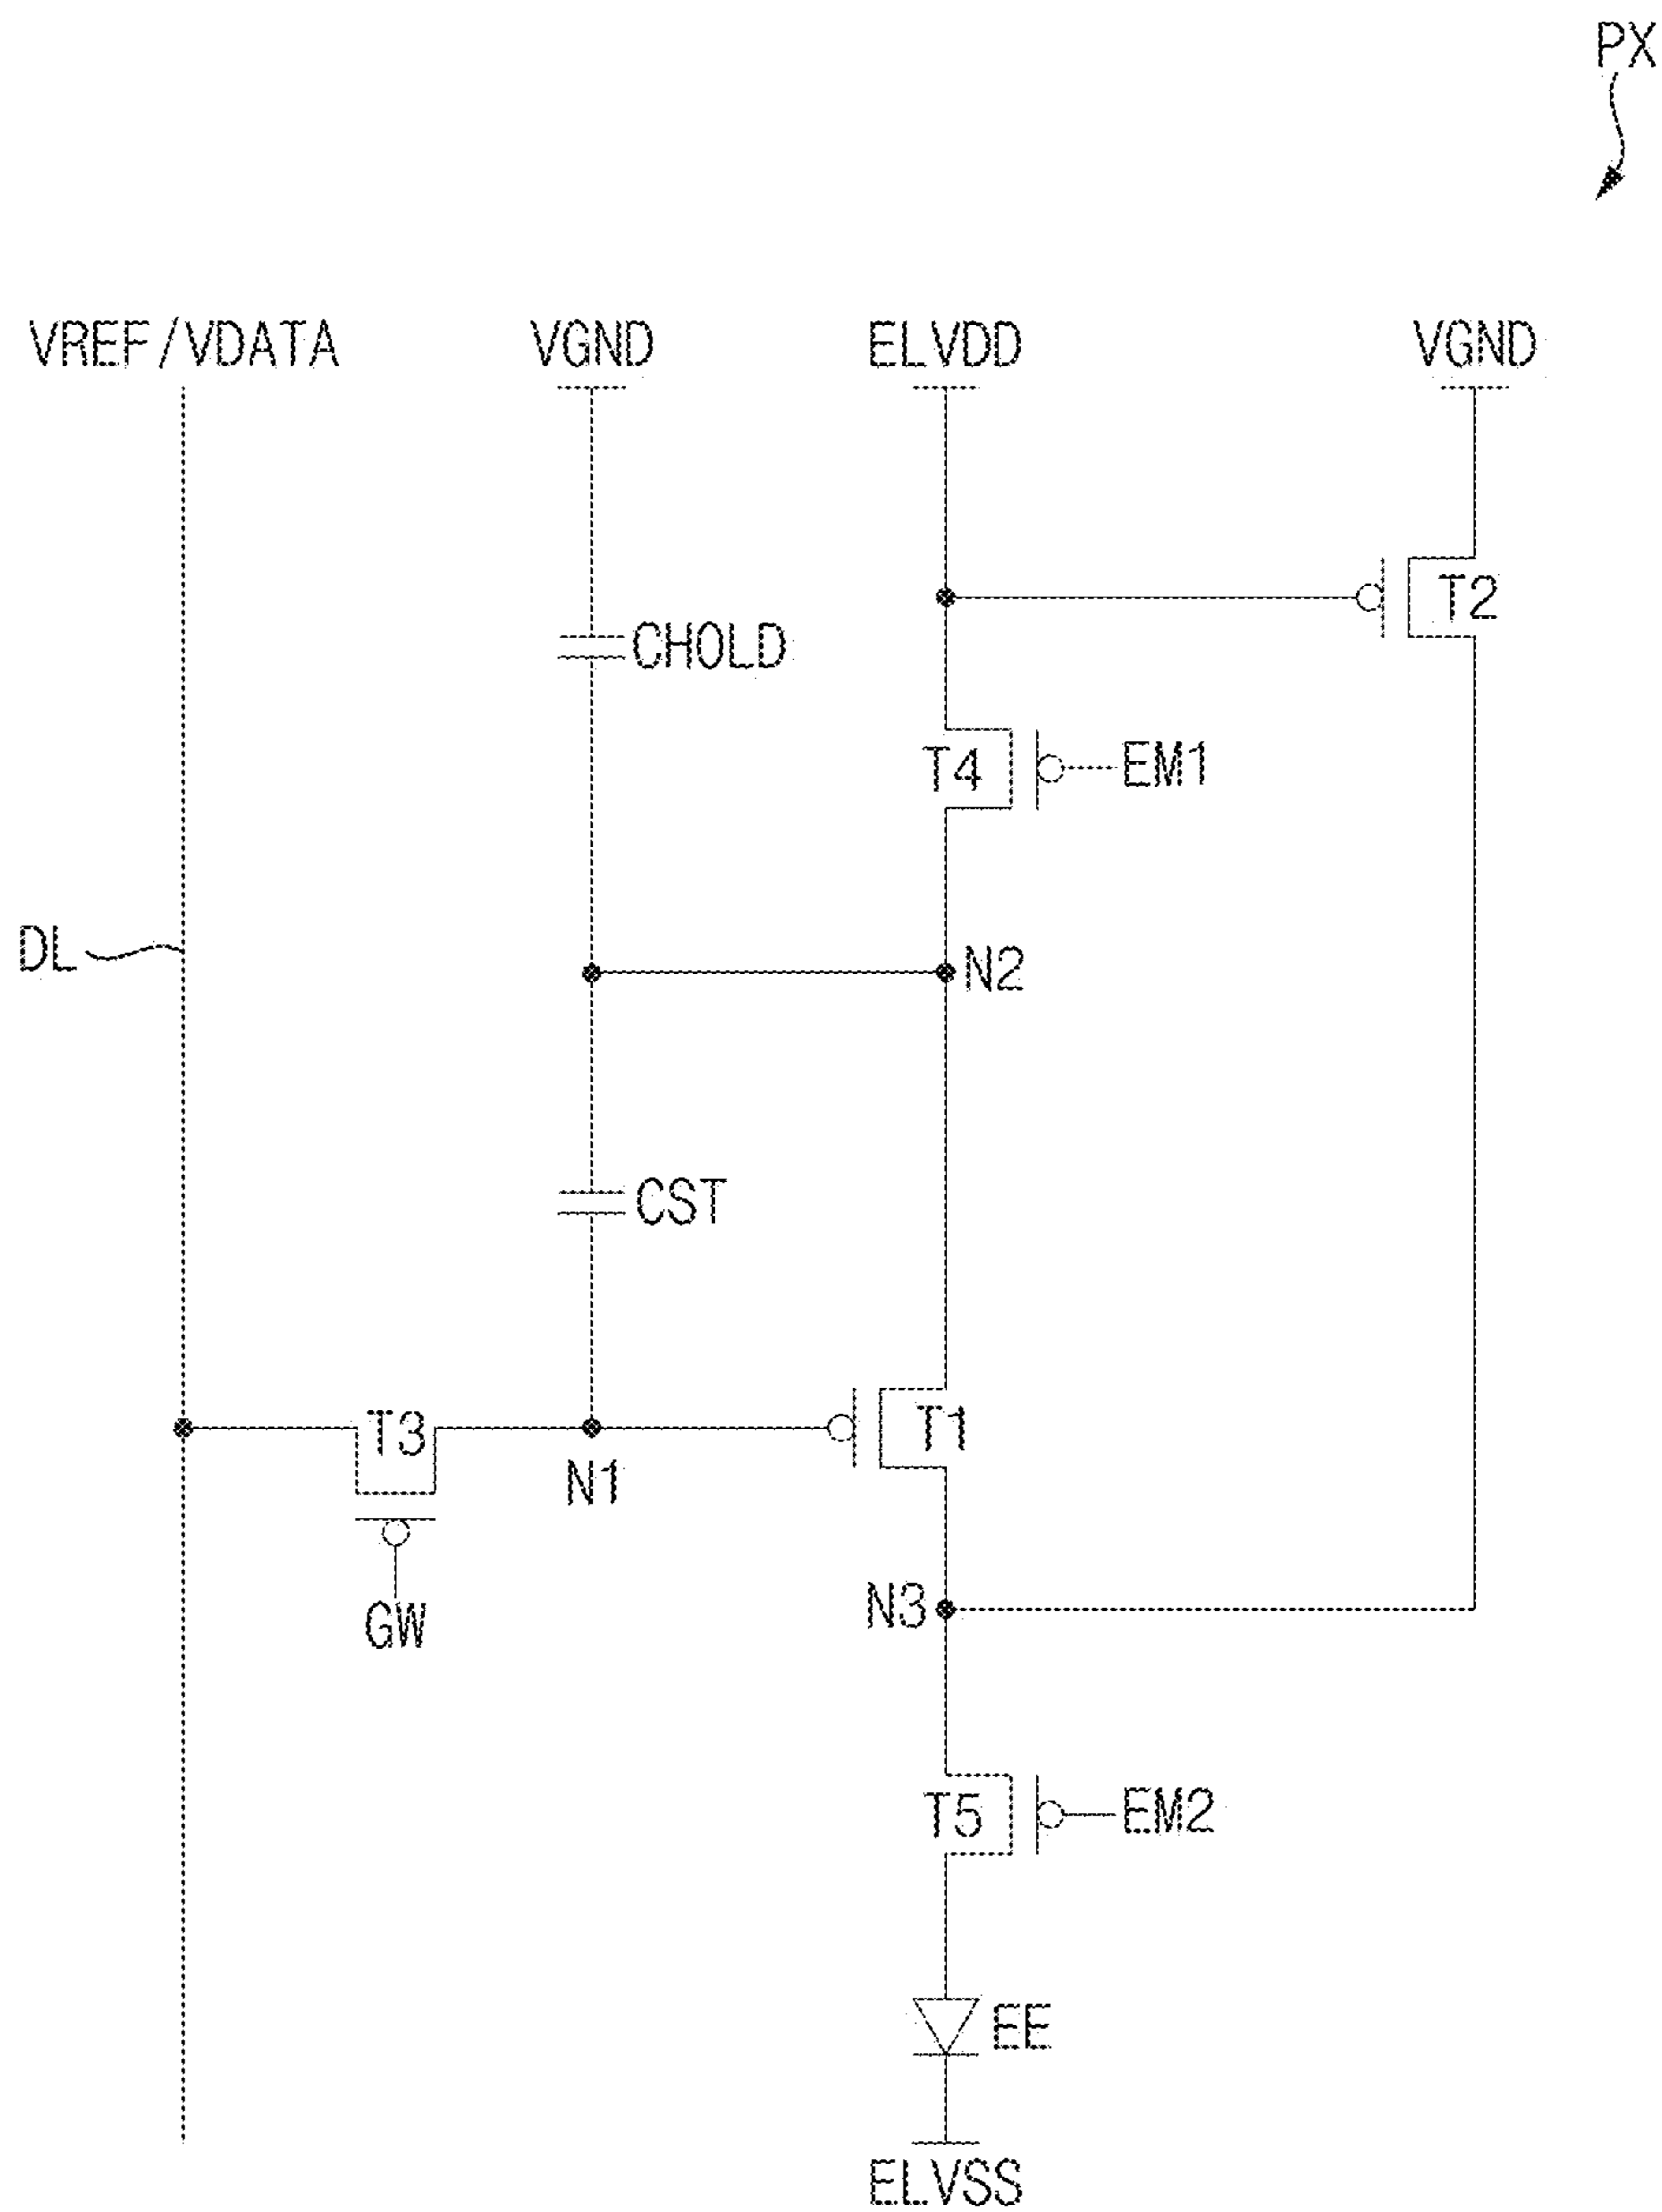 PX
VREF/VDATA
VGND
ELVDD
VGND
T2
CHOLD
T4
EM1
DL
N2
CST
T3
T1
N1
N3
GW
T5
EM2
EE
ELVSS